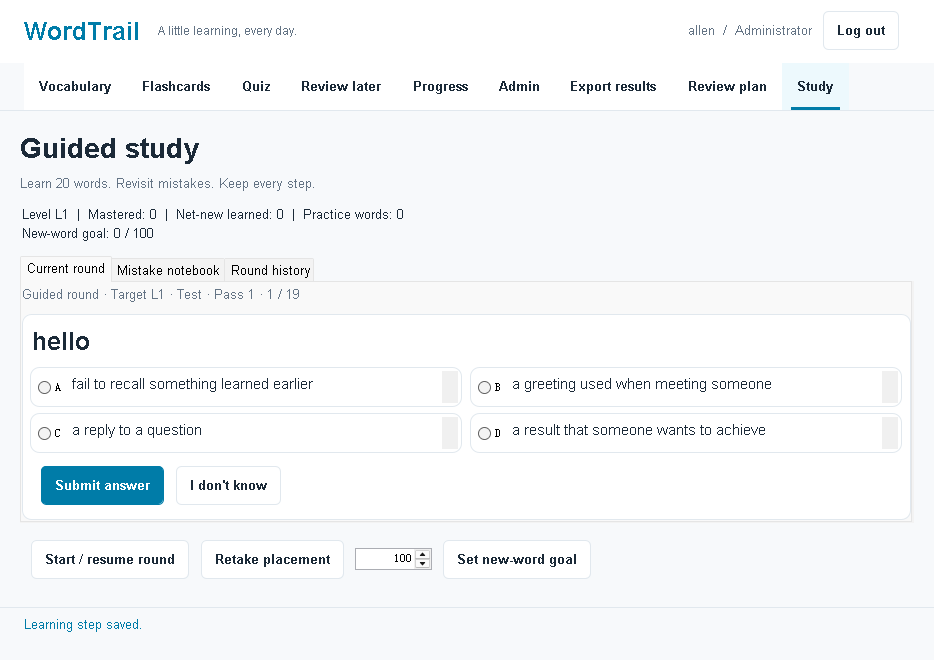 WordTrail A little learning, every day. allen / Administrator Log out
Vocabulary Flashcards Quiz Review later Progress Admin Export results Review plan Study
Guided study
Learn 20 words. Revisit mistakes. Keep every step.
Level L1 | Mastered: 0 | Net-new learned: 0 | Practice words: 0
New-word goal: 0 / 100
Current round Mistake notebook Round history
Guided round · Target L1 · Test · Pass 1 · 1 / 19
hello
A fail to recall something learned earlier
B a greeting used when meeting someone
C a reply to a question
D a result that someone wants to achieve
Submit answer I don't know
Start / resume round Retake placement 100 Set new-word goal
Learning step saved.